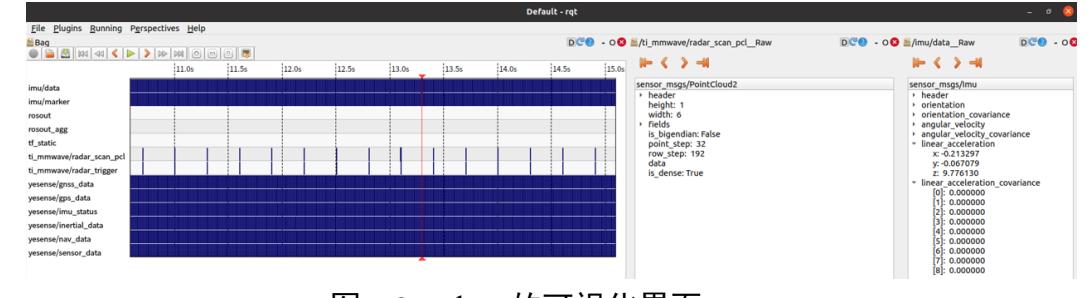 Default - rqt
File Plugins Running Perspectives Help
Bag
/ti_mmwave/radar_scan_pcl__Raw
/imu/data__Raw
11.0s 11.5s 12.0s 12.5s 13.0s 13.5s 14.0s 14.5s 15.0s
imu/data
imu/marker
rosout
rosout_agg
tf_static
ti_mmwave/radar_scan_pcl
ti_mmwave/radar_trigger
yesense/gnss_data
yesense/gps_data
yesense/imu_status
yesense/inertial_data
yesense/nav_data
yesense/sensor_data
sensor_msgs/PointCloud2
header
height: 1
width: 6
fields
is_bigendian: False
point_step: 32
row_step: 192
data
is_dense: True
sensor_msgs/Imu
header
orientation
orientation_covariance
angular_velocity
angular_velocity_covariance
linear_acceleration
x: -0.213297
y: -0.067079
z: 9.776130
linear_acceleration_covariance
[0]: 0.000000
[1]: 0.000000
[2]: 0.000000
[3]: 0.000000
[4]: 0.000000
[5]: 0.000000
[6]: 0.000000
[7]: 0.000000
[8]: 0.000000
的可视化界面